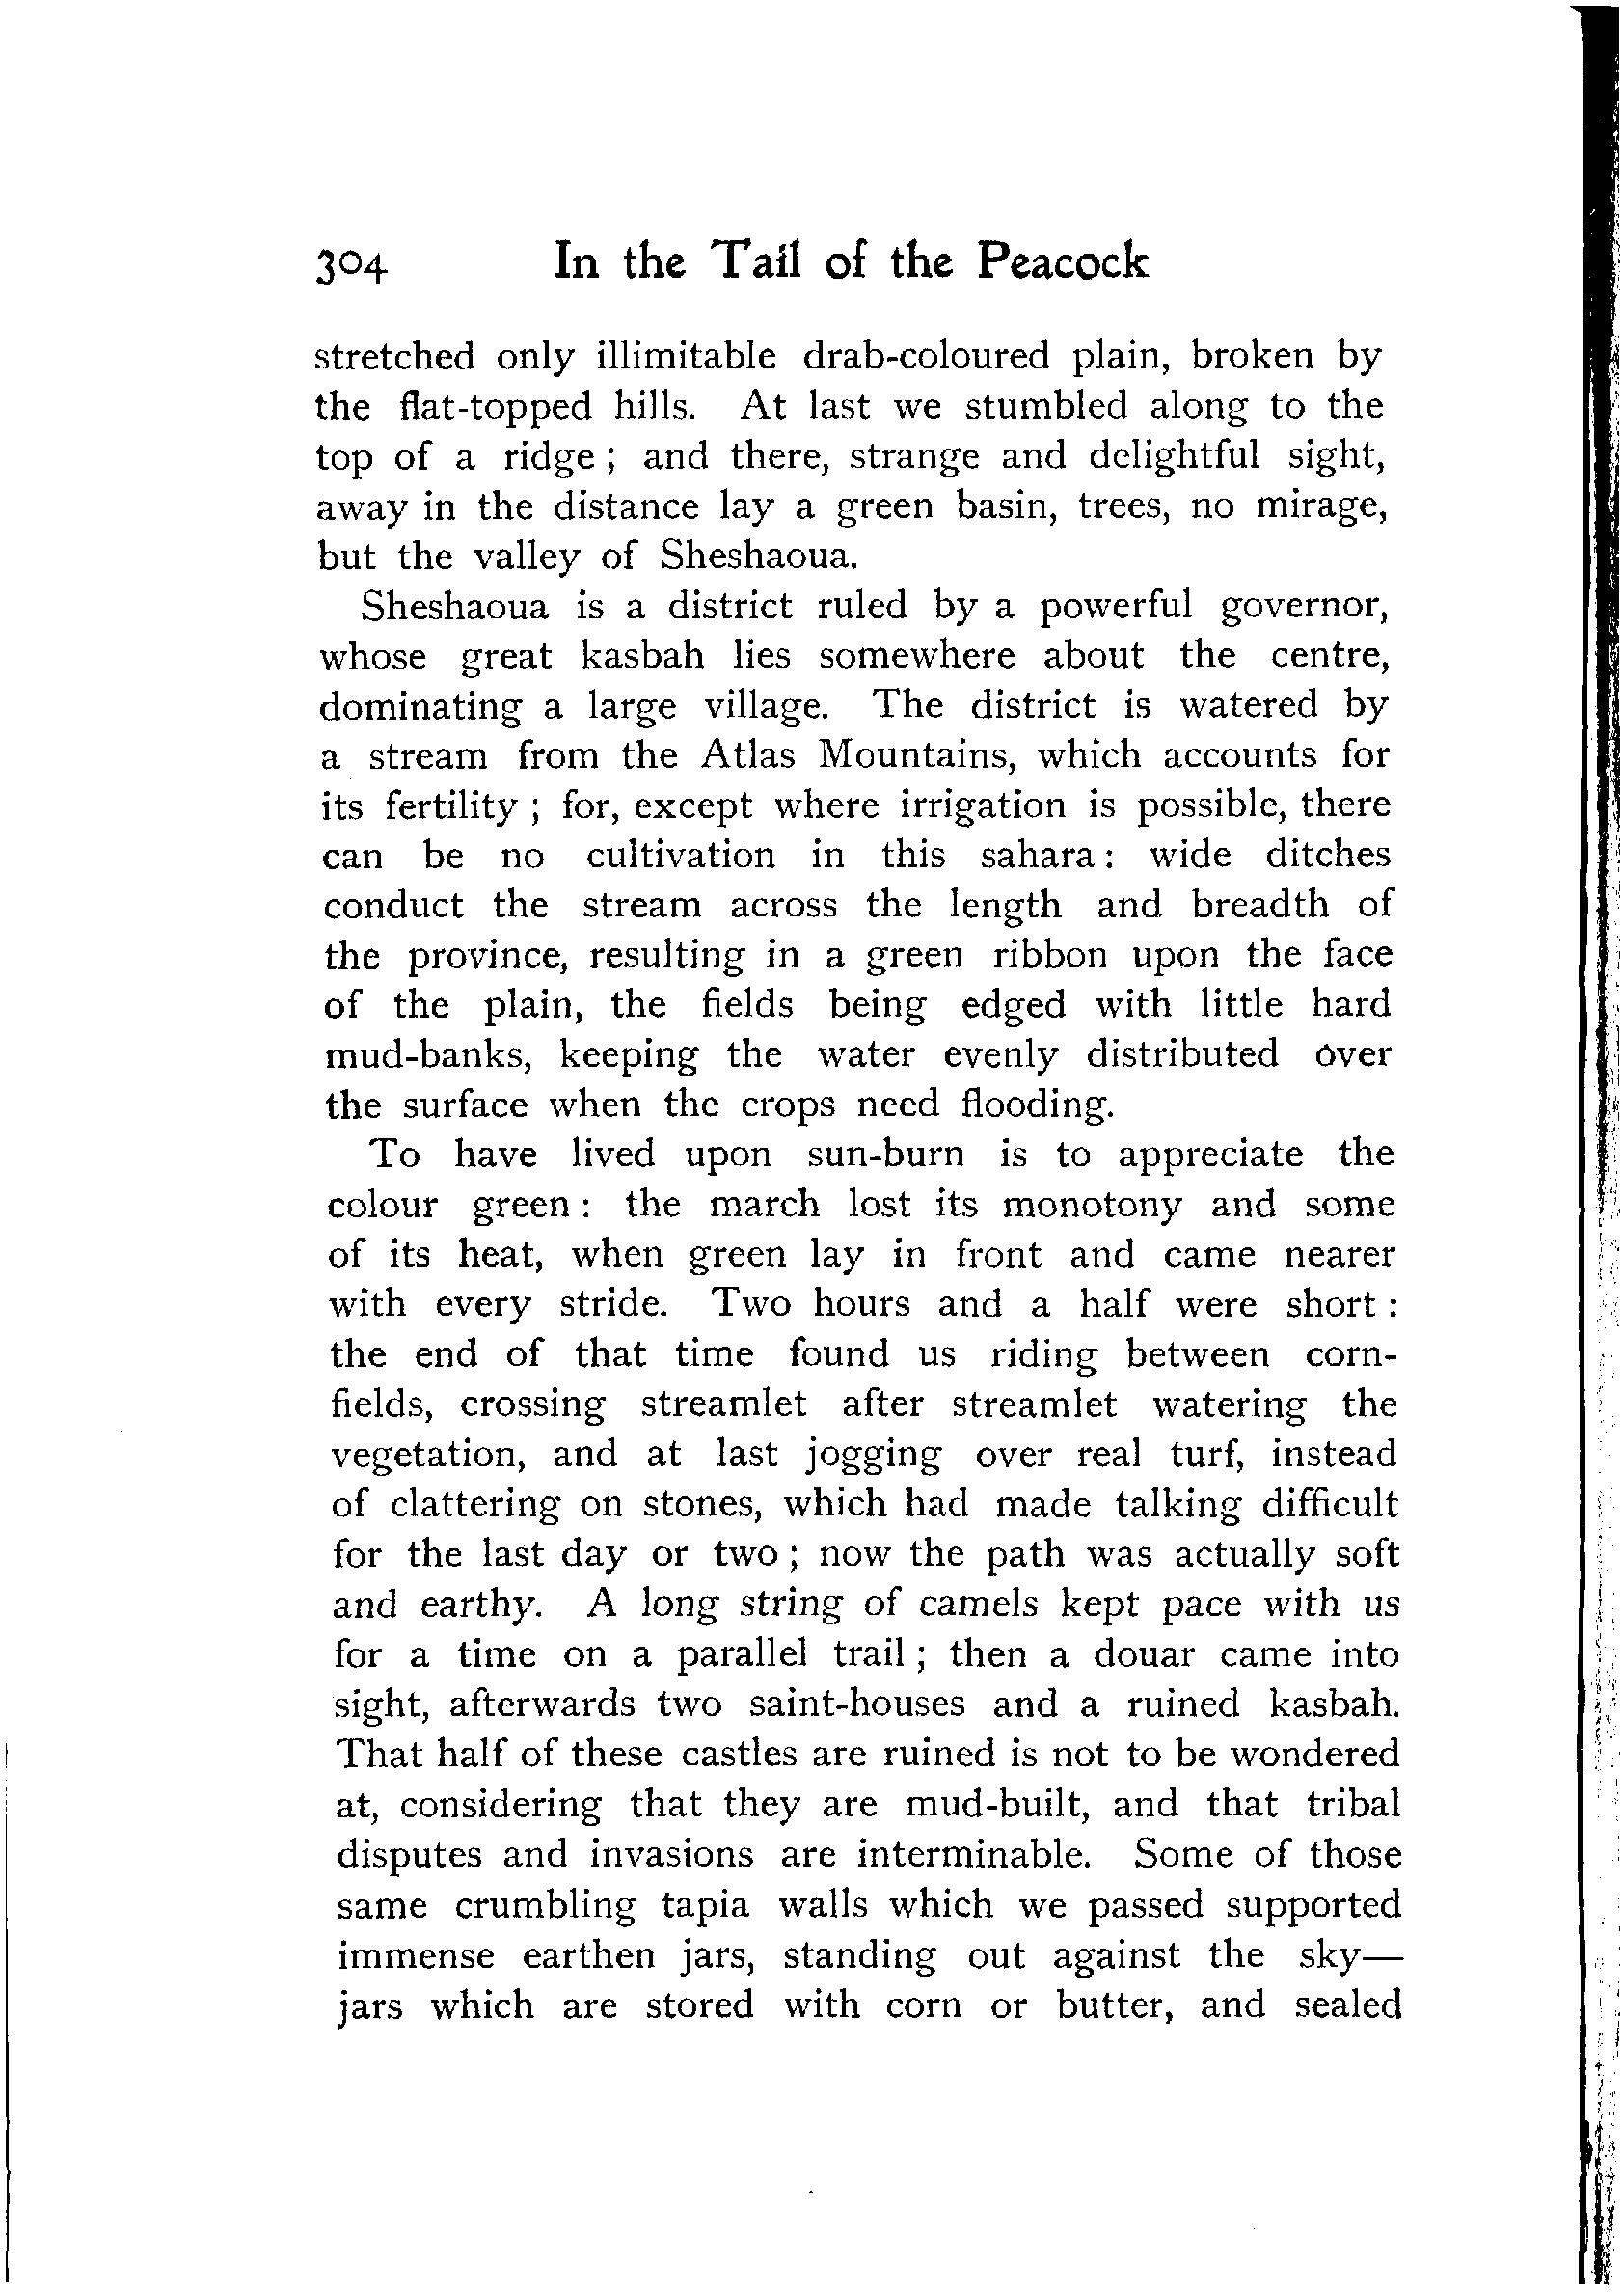 304 In the Tail of the Peacock
stretched only illimitable drab-coloured plain, broken by
the flat-topped hills. At last we stumbled along to the
top of a ridge ; and there, strange and delightful sight,
away in the distance lay a green basin, trees, no mirage,
but the valley of Sheshaoua.
Sheshaoua is a district ruled by a powerful governor,
whose great kasbah lies somewhere about the centre,
dominating a large village. The district is watered by
a stream from the Atlas Mountains, which accounts for
its fertility ; for, except where irrigation is possible, there
can be no cultivation in this sahara : wide ditches
conduct the stream across the length and breadth of
the province, resulting in a green ribbon upon the face
of the plain, the fields being edged with little hard
mud-banks, keeping the water evenly distributed over
the surface when the crops need flooding.
To have lived upon sun-burn is to appreciate the
colour green : the march lost its monotony and some
of its heat, when green lay in front and came nearer
with every stride. Two hours and a half were short :
the end of that time found us riding between corn-
fields, crossing streamlet after streamlet watering the
vegetation, and at last jogging over real turf, instead
of clattering on stones, which had made talking difficult
for the last day or two ; now the path was actually soft
and earthy. A long string of camels kept pace with us
for a time on a parallel trail ; then a douar came into
sight, afterwards two saint-houses and a ruined kasbah.
That half of these castles are ruined is not to be wondered
at, considering that they are mud-built, and that tribal
disputes and invasions are interminable. Some of those
same crumbling tapia walls which we passed supported
immense earthen jars, standing out against the sky—
jars which are stored with corn or butter, and sealed